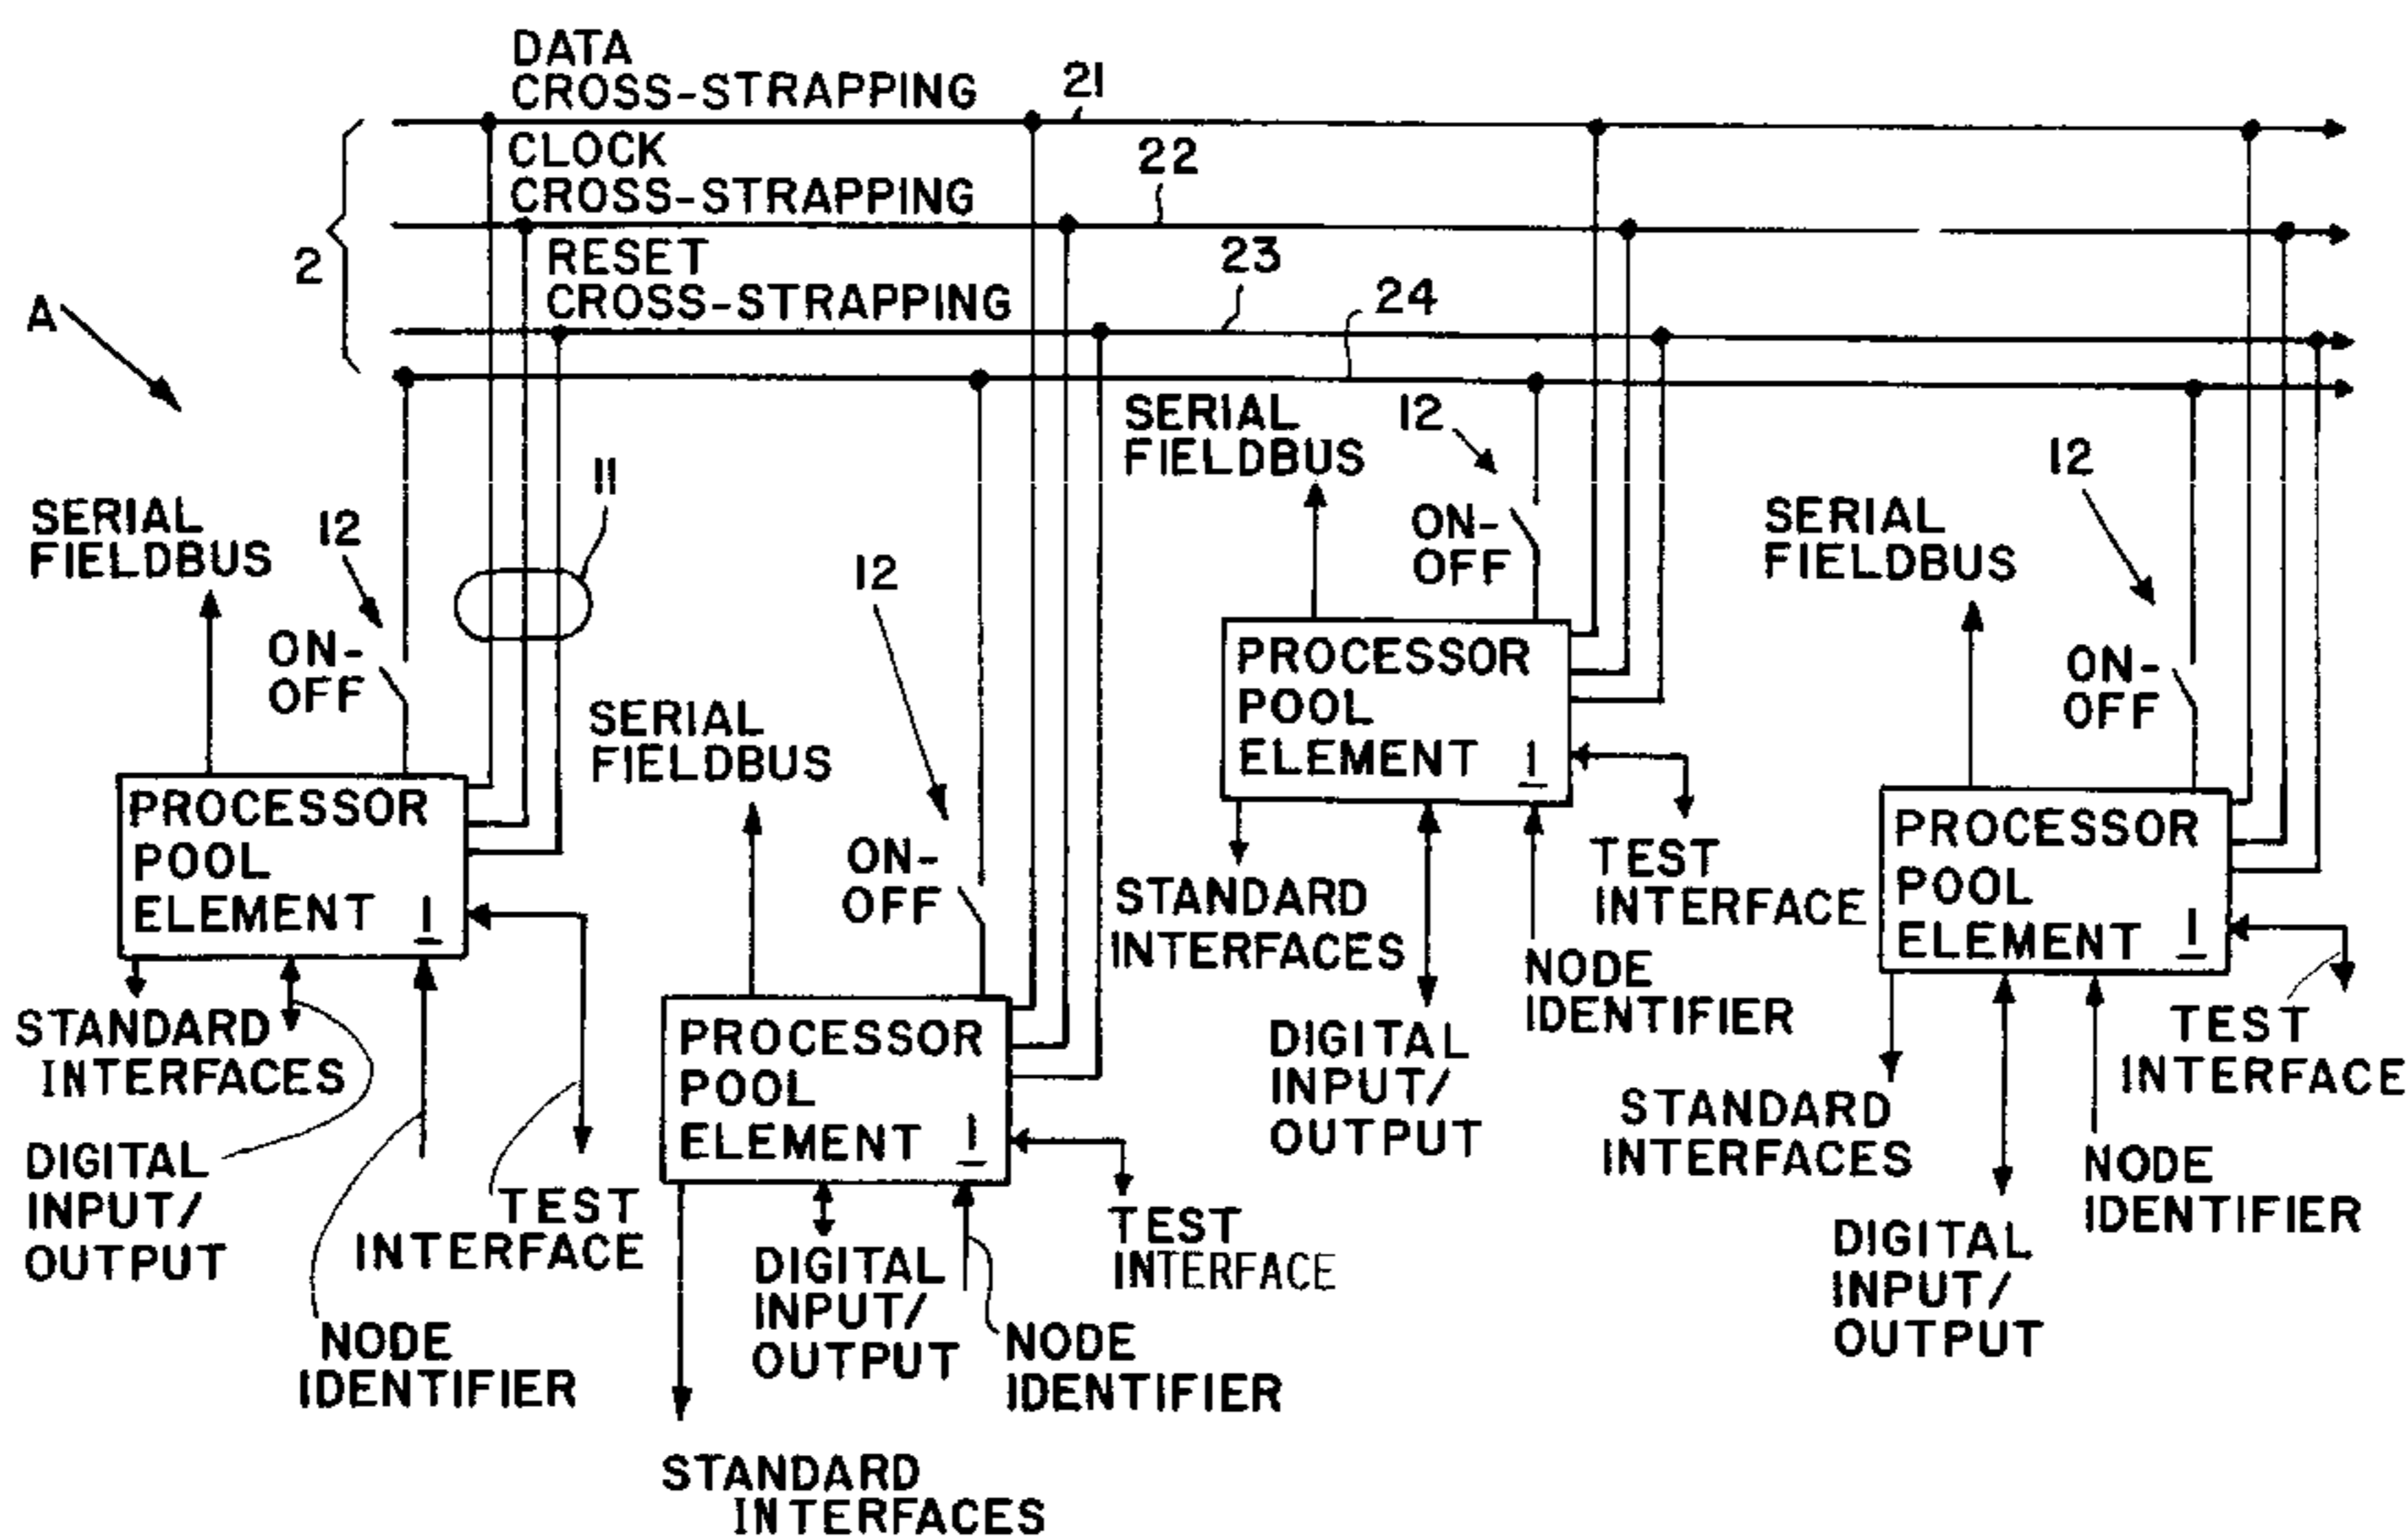 DATA
CROSS-STRAPPING
21
CLOCK
CROSS-STRAPPING
22
2
RESET
CROSS-STRAPPING
23
24
A
11
SERIAL
FIELDBUS
12
ON-
OFF
PROCESSOR
POOL
ELEMENT 1
STANDARD
INTERFACES
DIGITAL
INPUT/
OUTPUT
TEST
INTERFACE
NODE
IDENTIFIER
SERIAL
FIELDBUS
12
ON-
OFF
PROCESSOR
POOL
ELEMENT 1
TEST
INTERFACE
DIGITAL
INPUT/
OUTPUT
NODE
IDENTIFIER
STANDARD
INTERFACES
SERIAL
FIELDBUS
12
ON-
OFF
PROCESSOR
POOL
ELEMENT 1
STANDARD
INTERFACES
TEST
INTERFACE
NODE
IDENTIFIER
DIGITAL
INPUT/
OUTPUT
SERIAL
FIELDBUS
12
ON-
OFF
PROCESSOR
POOL
ELEMENT 1
TEST
INTERFACE
STANDARD
INTERFACES
NODE
IDENTIFIER
DIGITAL
INPUT/
OUTPUT